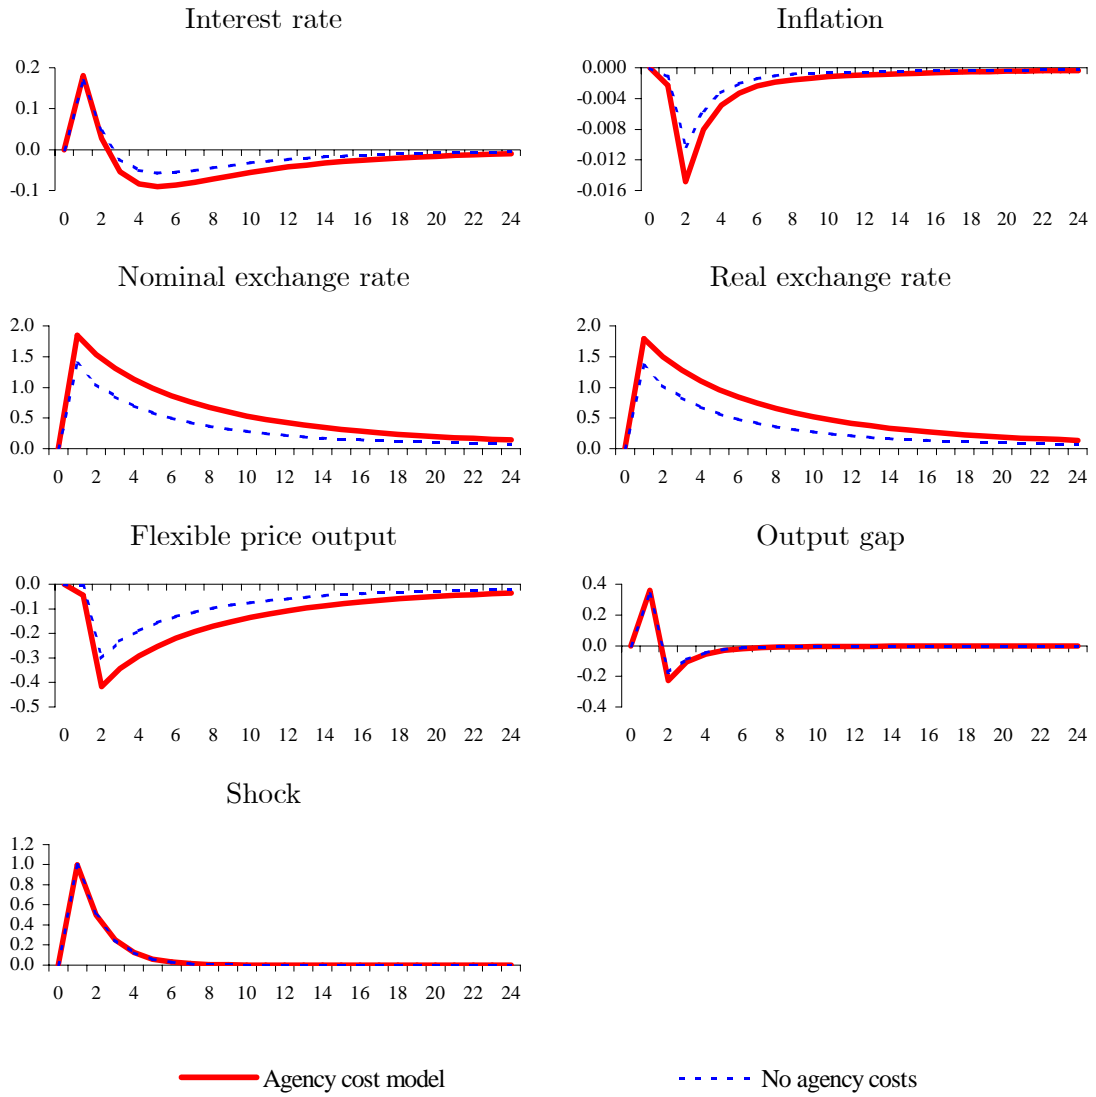 Interest rate
0.2
0.1
0.0
-0.1
0 2 4 6 8 10 12 14 16 18 20 22 24
Inflation
0.000
-0.004
-0.008
-0.012
-0.016
0 2 4 6 8 10 12 14 16 18 20 22 24
Nominal exchange rate
2.0
1.5
1.0
0.5
0.0
0 2 4 6 8 10 12 14 16 18 20 22 24
Real exchange rate
2.0
1.5
1.0
0.5
0.0
0 2 4 6 8 10 12 14 16 18 20 22 24
Flexible price output
0.0
-0.1
-0.2
-0.3
-0.4
-0.5
0 2 4 6 8 10 12 14 16 18 20 22 24
Output gap
0.4
0.2
0.0
-0.2
-0.4
0 2 4 6 8 10 12 14 16 18 20 22 24
Shock
1.2
1.0
0.8
0.6
0.4
0.2
0.0
0 2 4 6 8 10 12 14 16 18 20 22 24
Agency cost model
No agency costs